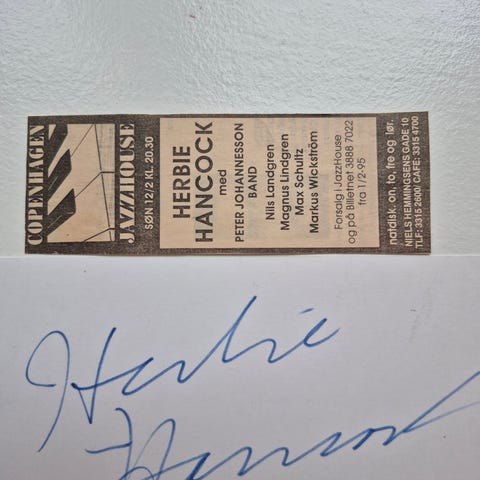 COPENHAGEN
JAZZHOUSE
SØN. 12/2 KL. 20.30
HERBIE
HANCOCK
med
PETER JOHANNESSON
BAND
Nils Landgren
Magnus Lindgren
Max Schultz
Markus Wickström
Forsalg i JazzHouse
og på Billetnet 3888 7022
fra 1/2-95
natdisk. on, to, fre og lør.
NIELS HEMMINGSENS GADE 10
TLF: 3315 2600/ CAFE: 3315 4700
Herbie
Hancock